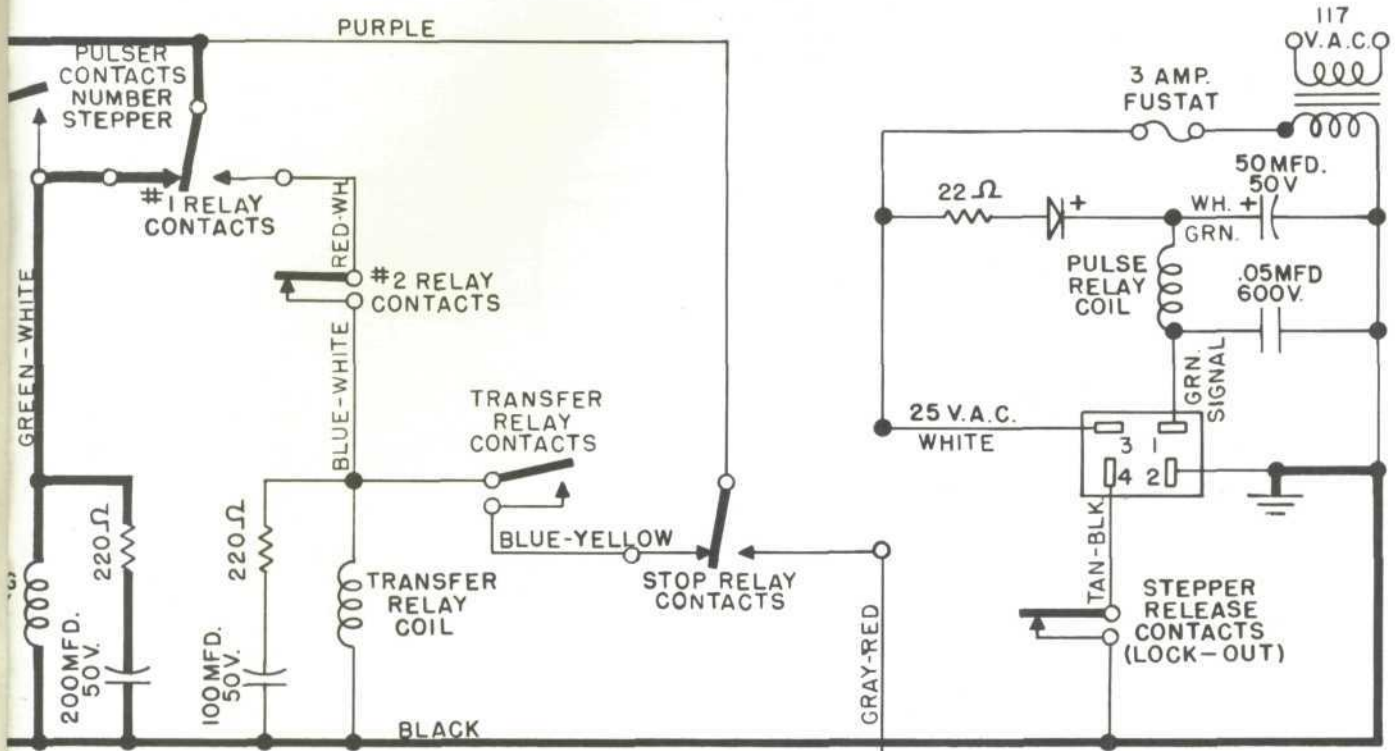 PURPLE
PULSER
CONTACTS
NUMBER
STEPPER
#1 RELAY
CONTACTS
RED-WH
#2 RELAY
CONTACTS
GREEN-WHITE
BLUE-WHITE
TRANSFER
RELAY
CONTACTS
BLUE-YELLOW
STOP RELAY
CONTACTS
220Ω
200MFD.
50V.
220Ω
100MFD.
50V.
TRANSFER
RELAY
COIL
BLACK
GRAY-RED
117
V.A.C.
3 AMP.
FUSTAT
22Ω
+
50MFD.
50V
WH. +
GRN.
PULSE
RELAY
COIL
.05MFD
600V.
GRN.
SIGNAL
25 V.A.C.
WHITE
3 1
4 2
TAN-BLK.
STEPPER
RELEASE
CONTACTS
(LOCK-OUT)